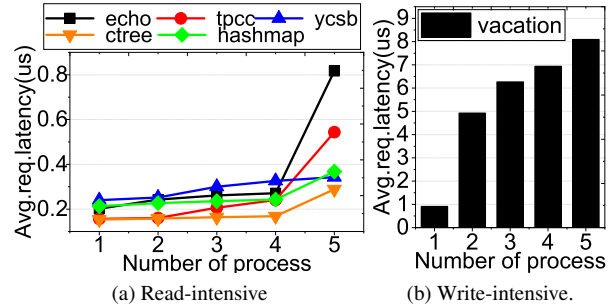 echo tpcc ycsb
ctree hashmap
Avg.req.latency(us)
0.8
0.6
0.4
0.2
1 2 3 4 5
Number of process
(a) Read-intensive
vacation
Avg.req.latency(us)
9
8
7
6
5
4
3
2
1
0
1 2 3 4 5
Number of process
(b) Write-intensive.